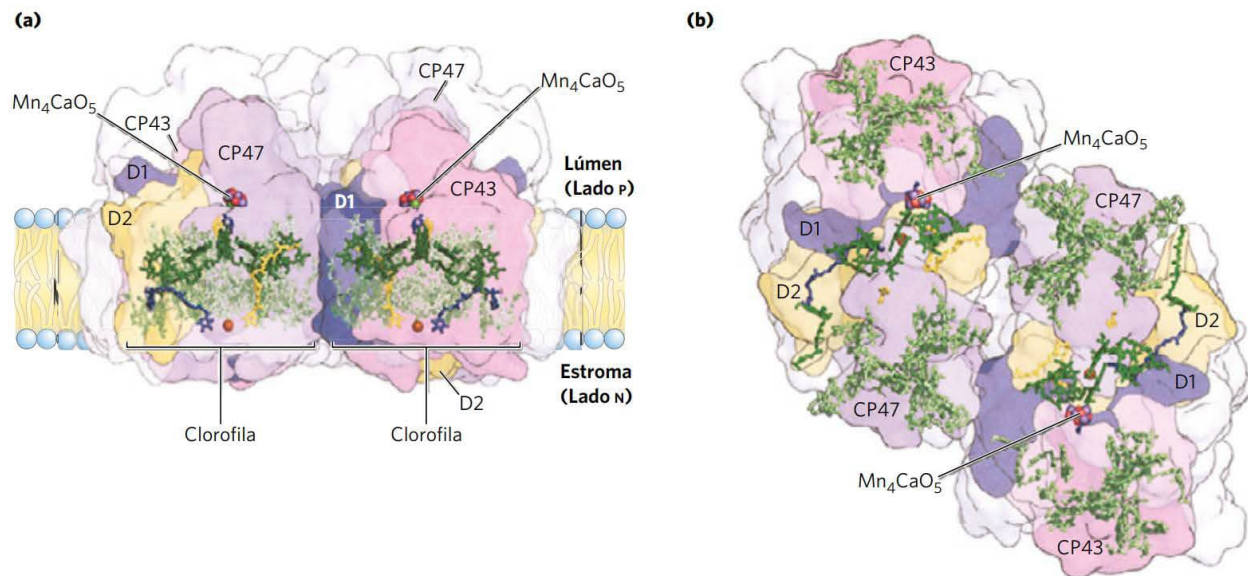 (a)
CP47
Mn₄CaO₅
Mn₄CaO₅
CP43
CP47
D1
Lúmen
(Lado P)
CP43
D1
D2
Estroma
(Lado N)
D2
Clorofila
Clorofila
(b)
CP43
Mn₄CaO₅
CP47
D1
D2
D2
D1
CP47
Mn₄CaO₅
CP43